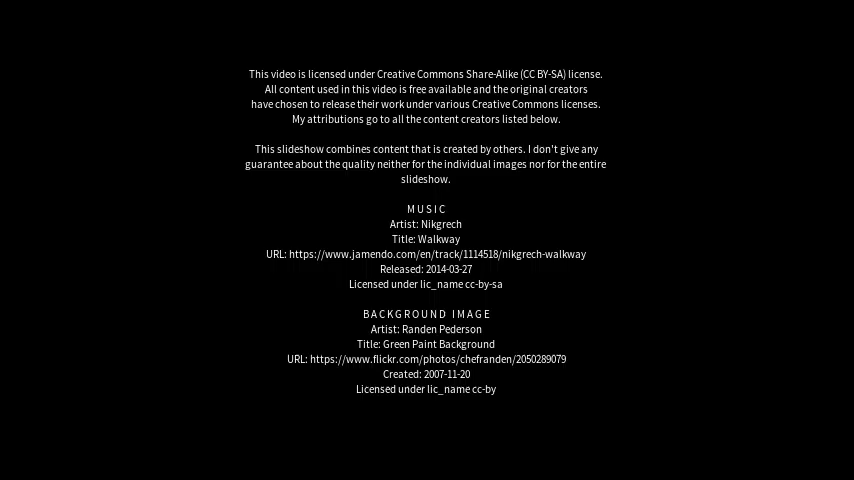 This video is licensed under Creative Commons Share-Alike (CC BY-SA) license.
All content used in this video is free available and the original creators
have chosen to release their work under various Creative Commons licenses.
My attributions go to all the content creators listed below.
This slideshow combines content that is created by others. I don't give any
guarantee about the quality neither for the individual images nor for the entire
slideshow.
M U S I C
Artist: Nikgrech
Title: Walkway
URL: https://www.jamendo.com/en/track/1114518/nikgrech-walkway
Released: 2014-03-27
Licensed under lic_name cc-by-sa
B A C K G R O U N D   I M A G E
Artist: Randen Pederson
Title: Green Paint Background
URL: https://www.flickr.com/photos/chefranden/2050289079
Created: 2007-11-20
Licensed under lic_name cc-by